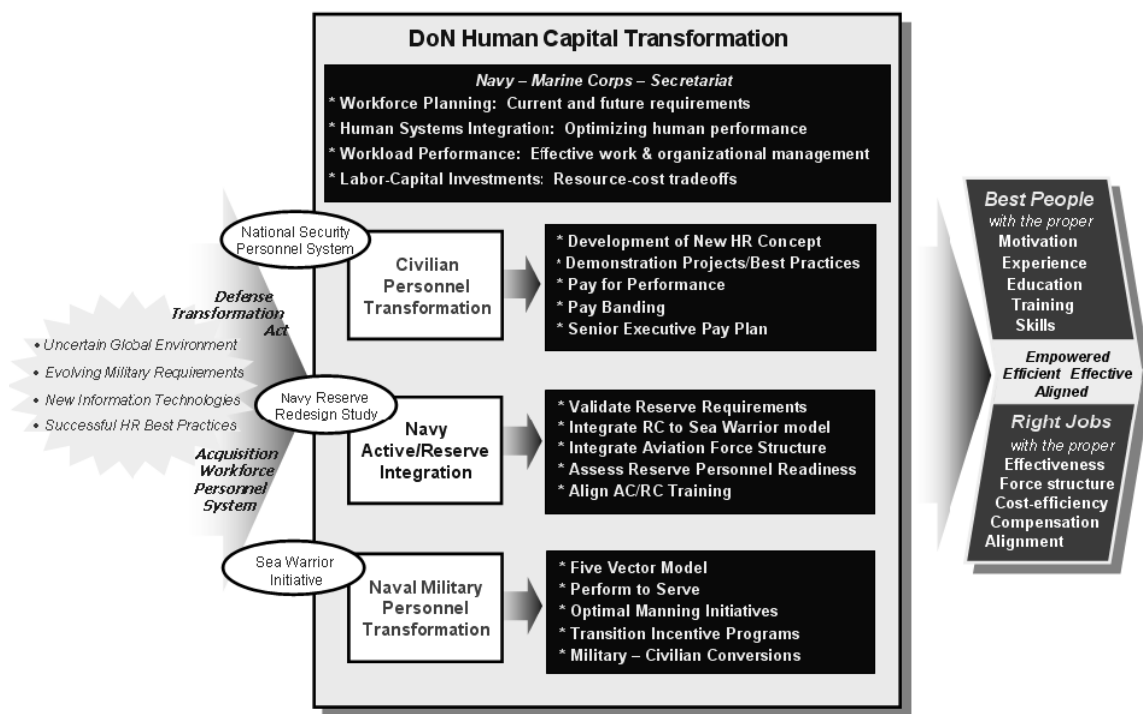 DoN Human Capital Transformation
Navy – Marine Corps – Secretariat
* Workforce Planning: Current and future requirements
* Human Systems Integration: Optimizing human performance
* Workload Performance: Effective work & organizational management
* Labor-Capital Investments: Resource-cost tradeoffs
Defense
Transformation
Act
• Uncertain Global Environment
• Evolving Military Requirements
• New Information Technologies
• Successful HR Best Practices
Acquisition
Workforce
Personnel
System
National Security
Personnel System
Civilian
Personnel
Transformation
* Development of New HR Concept
* Demonstration Projects/Best Practices
* Pay for Performance
* Pay Banding
* Senior Executive Pay Plan
Navy Reserve
Redesign Study
Navy
Active/Reserve
Integration
* Validate Reserve Requirements
* Integrate RC to Sea Warrior model
* Integrate Aviation Force Structure
* Assess Reserve Personnel Readiness
* Align AC/RC Training
Sea Warrior
Initiative
Naval Military
Personnel
Transformation
* Five Vector Model
* Perform to Serve
* Optimal Manning Initiatives
* Transition Incentive Programs
* Military – Civilian Conversions
Best People
with the proper
Motivation
Experience
Education
Training
Skills
Empowered
Efficient Effective
Aligned
Right Jobs
with the proper
Effectiveness
Force structure
Cost-efficiency
Compensation
Alignment